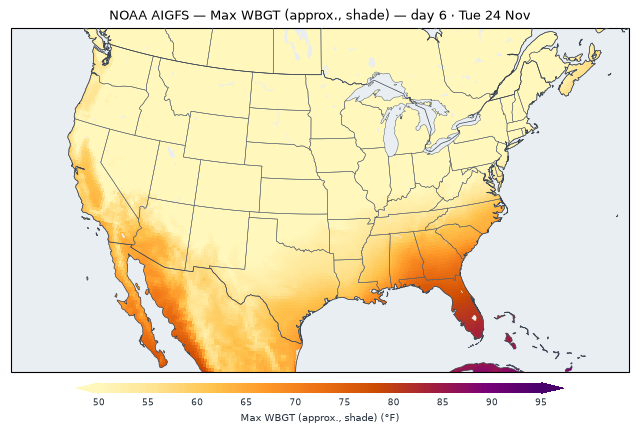 NOAA AIGFS — Max WBGT (approx., shade) — day 6 · Tue 24 Nov
50 55 60 65 70 75 80 85 90 95
Max WBGT (approx., shade) (°F)